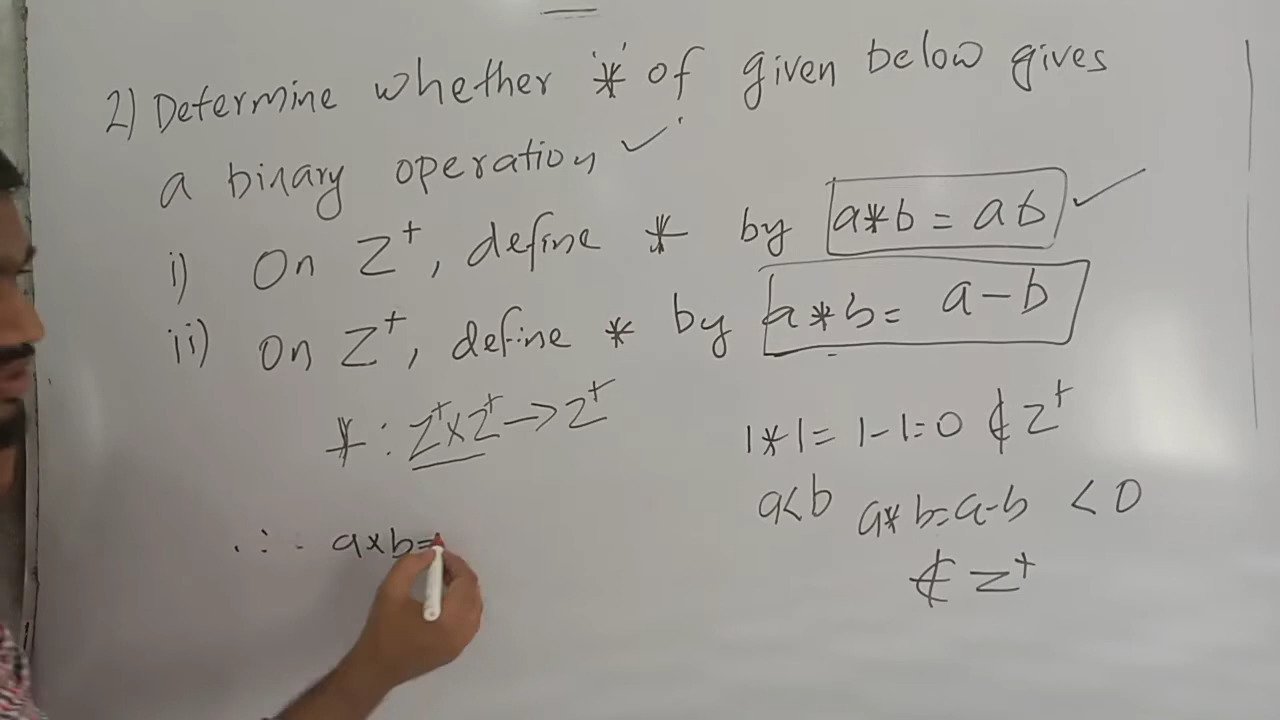 2) Determine whether '*' of given below gives
a binary operation ✓
i) On Z⁺, define * by a*b = ab ✓
ii) On Z⁺, define * by a*b = a-b
* : Z⁺×Z⁺→Z⁺
1*1 = 1-1=0 ∉ Z⁺
a<b a*b=a-b < 0
∉ Z⁺
∴ a×b=